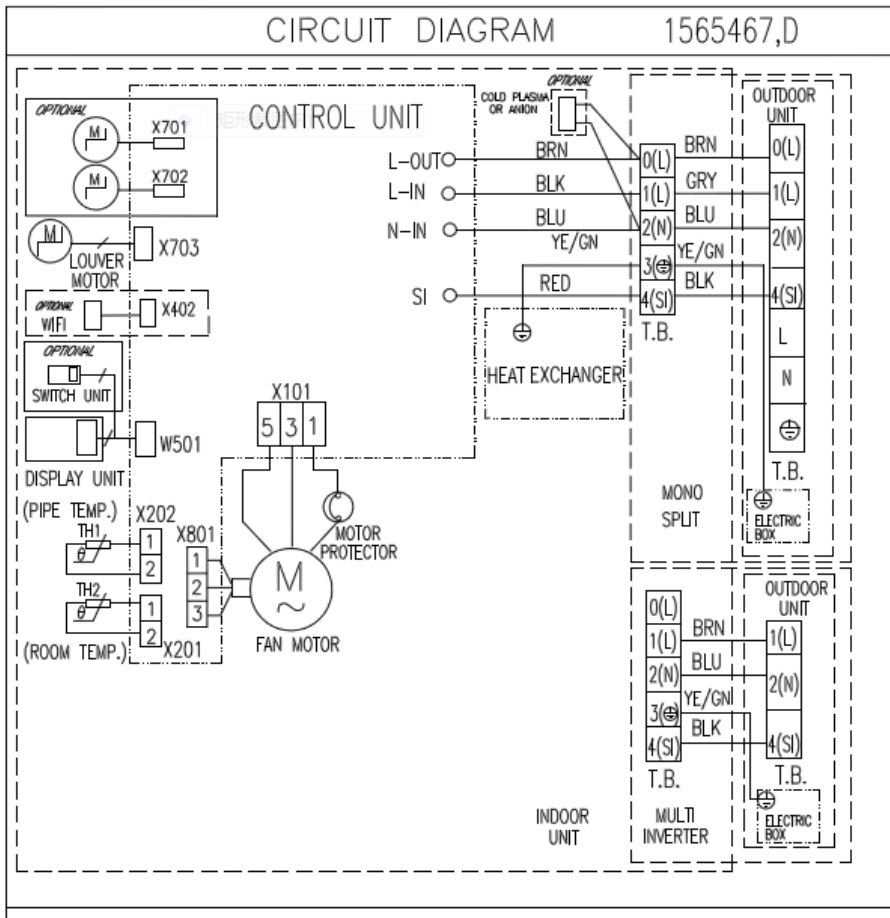 CIRCUIT DIAGRAM 1565467,D
OPTIONAL
M
X701
M
X702
CONTROL UNIT
M
LOUVER
MOTOR
X703
OPTIONAL
WIFI
X402
OPTIONAL
SWITCH UNIT
DISPLAY UNIT
W501
(PIPE TEMP.)
TH1
θ
X202
1
2
TH2
θ
(ROOM TEMP.)
1
2
X201
X801
1
2
3
X101
5 3 1
MOTOR
PROTECTOR
M
~
FAN MOTOR
OPTIONAL
COLD PLASMA
OR ANION
L-OUT
BRN
L-IN
BLK
N-IN
BLU
YE/GN
SI
RED
HEAT EXCHANGER
0(L)
1(L)
2(N)
3(⏚)
4(SI)
T.B.
BRN
GRY
BLU
YE/GN
BLK
OUTDOOR
UNIT
0(L)
1(L)
2(N)
4(SI)
L
N
T.B.
ELECTRIC
BOX
MONO
SPLIT
0(L)
1(L)
2(N)
3(⏚)
4(SI)
T.B.
BRN
BLU
YE/GN
BLK
OUTDOOR
UNIT
1(L)
2(N)
4(SI)
T.B.
ELECTRIC
BOX
INDOOR
UNIT
MULTI
INVERTER